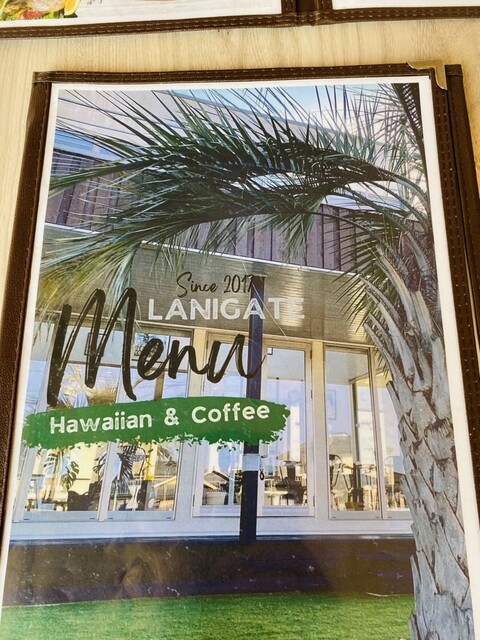 Since 2017
LANIGATE
Menu
Hawaiian & Coffee